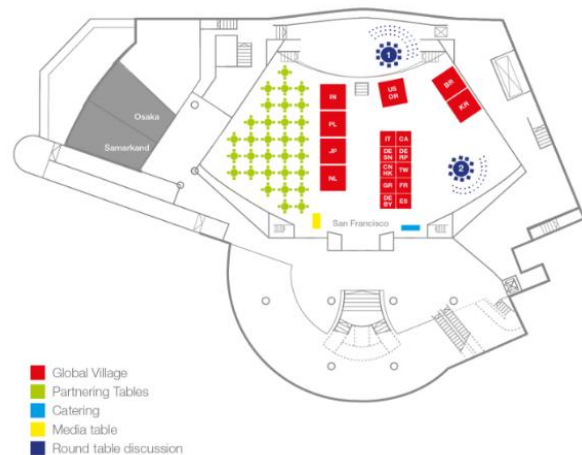 1
US
OR
BR
KR
IN
PL
JP
NL
IT CA
DE
SN
DE
RP
CN
HK
TW
GR FR
DE
BY
ES
2
Osaka
Samarkand
San Francisco
Global Village
Partnering Tables
Catering
Media table
Round table discussion